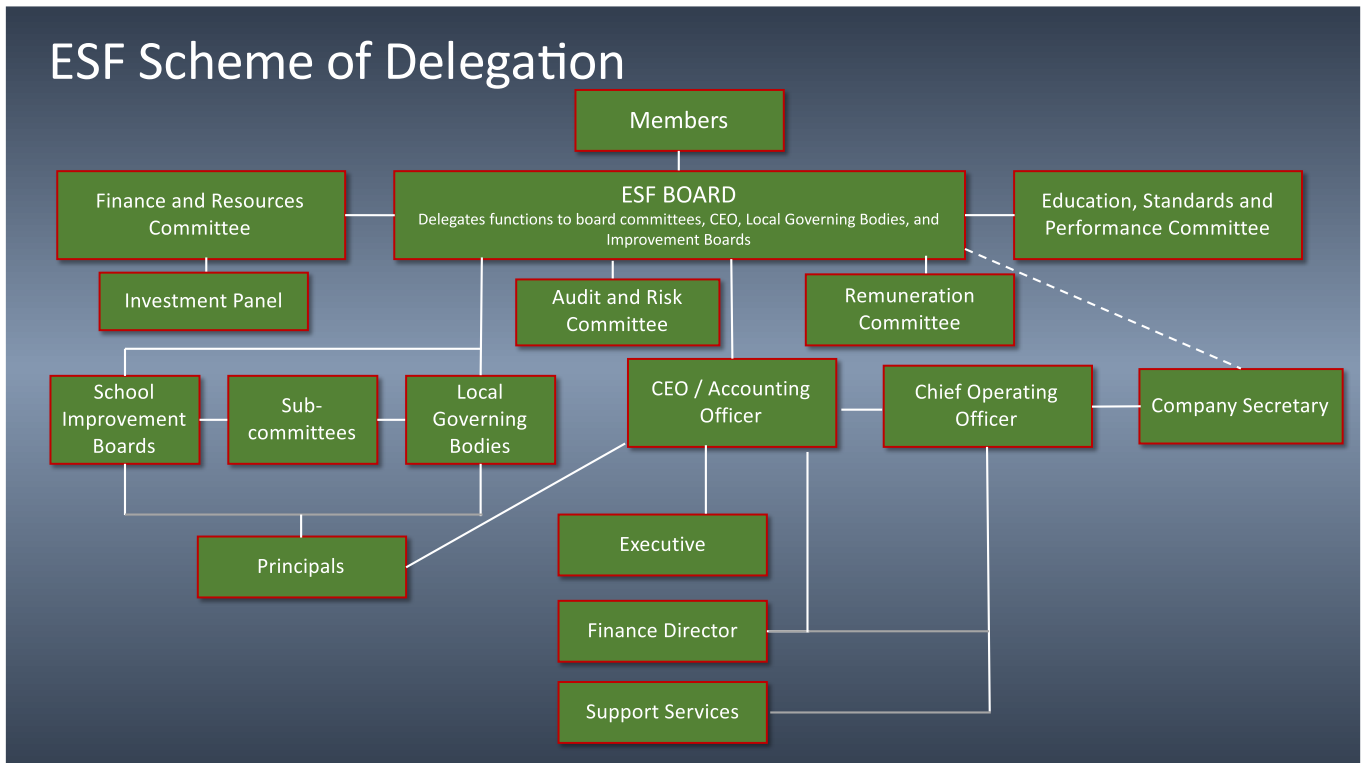 ESF Scheme of Delegation
Members
Finance and Resources
Committee
ESF BOARD
Delegates functions to board committees, CEO, Local Governing Bodies, and
Improvement Boards
Education, Standards and
Performance Committee
Investment Panel
Audit and Risk
Committee
Remuneration
Committee
School
Improvement
Boards
Sub-
committees
Local
Governing
Bodies
CEO / Accounting
Officer
Chief Operating
Officer
Company Secretary
Principals
Executive
Finance Director
Support Services